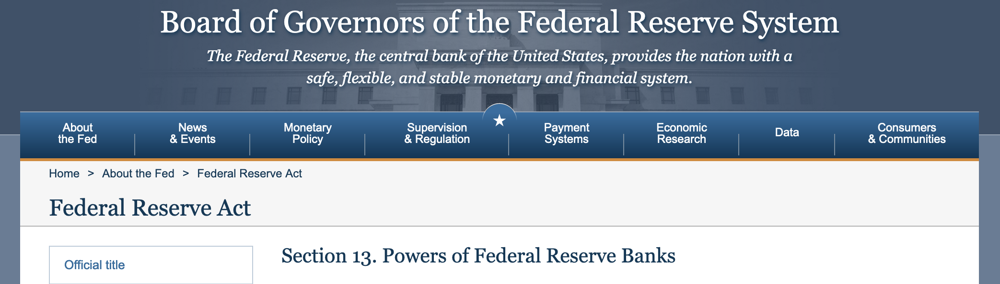 Board of Governors of the Federal Reserve System
The Federal Reserve, the central bank of the United States, provides the nation with a
safe, flexible, and stable monetary and financial system.
About
the Fed
News
& Events
Monetary
Policy
Supervision
& Regulation
Payment
Systems
Economic
Research
Data
Consumers
& Communities
Home > About the Fed > Federal Reserve Act
Federal Reserve Act
Official title
Section 13. Powers of Federal Reserve Banks